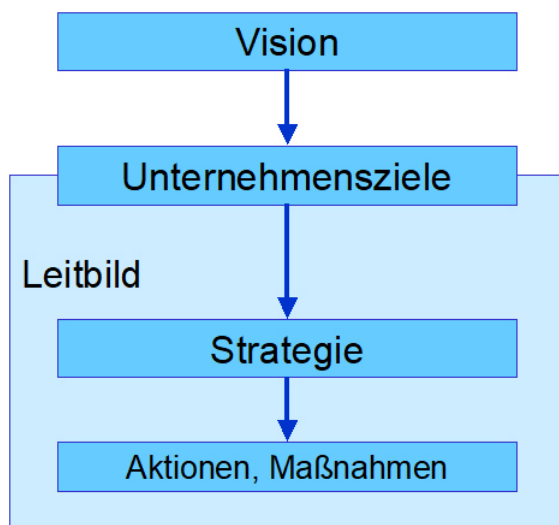 Vision
Unternehmensziele
Leitbild
Strategie
Aktionen, Maßnahmen